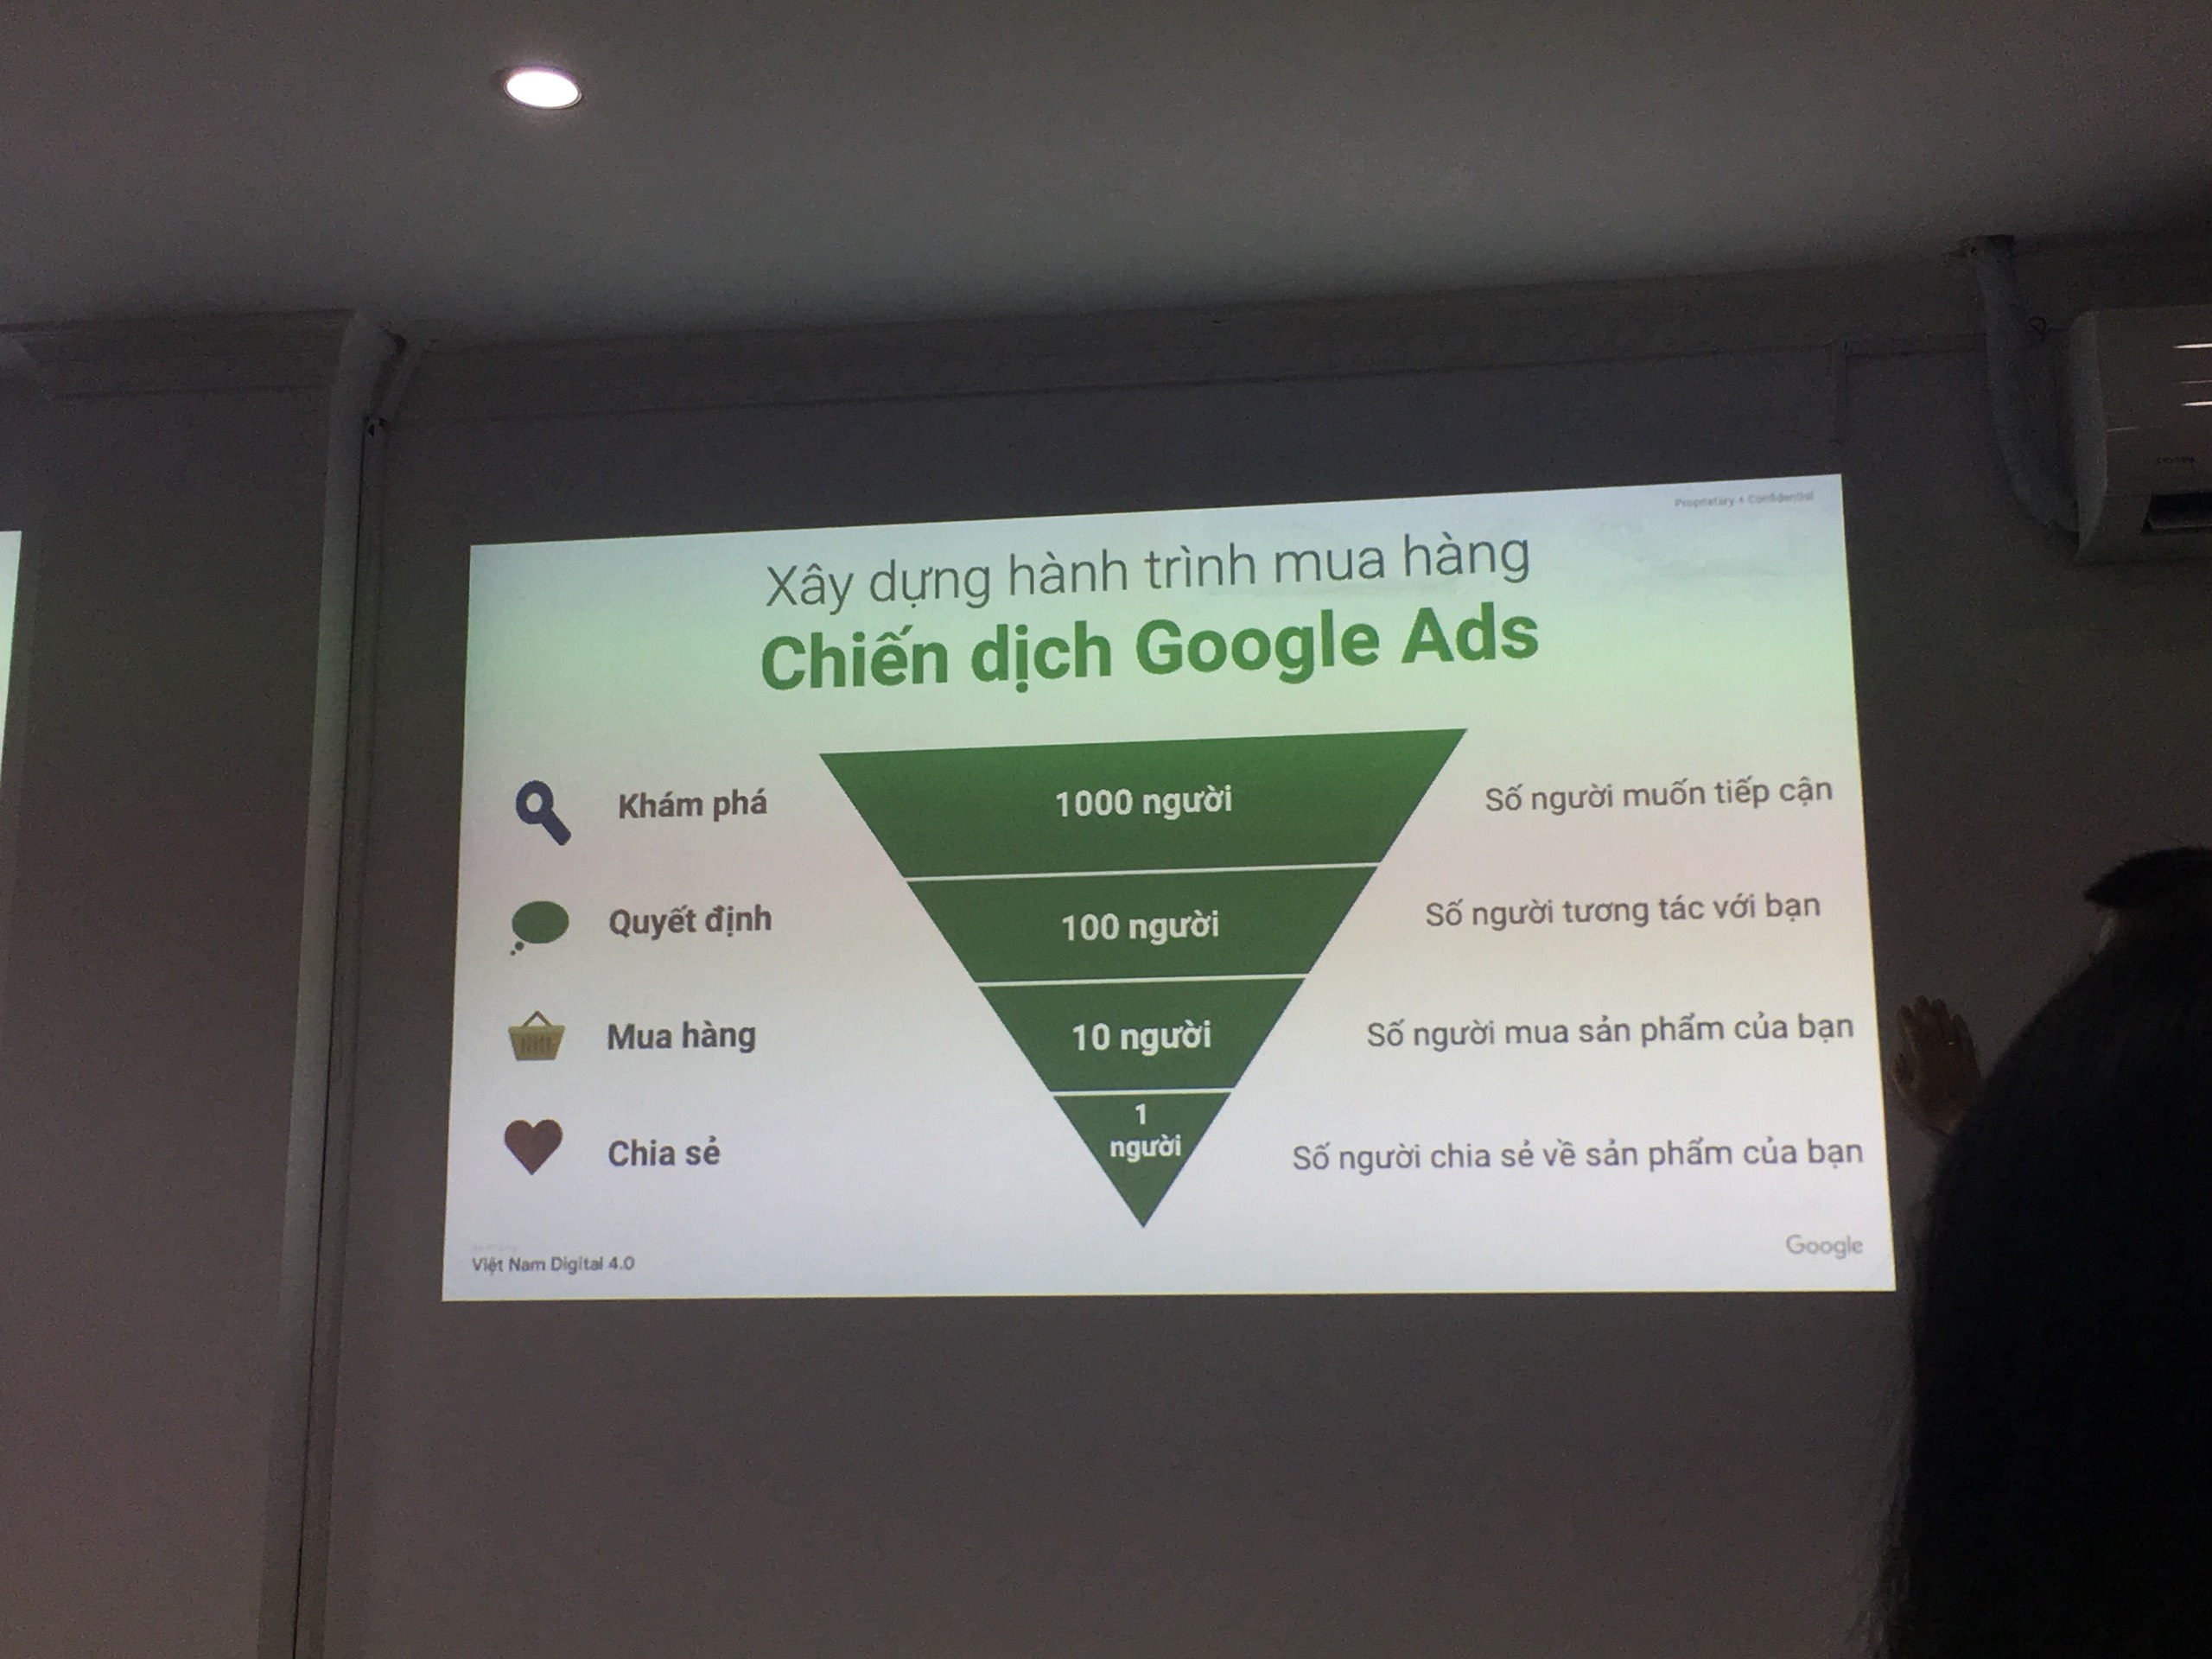 Proprietary + Confidential
Xây dựng hành trình mua hàng
Chiến dịch Google Ads
Khám phá
1000 người
Số người muốn tiếp cận
Quyết định
100 người
Số người tương tác với bạn
Mua hàng
10 người
Số người mua sản phẩm của bạn
Chia sẻ
1
người
Số người chia sẻ về sản phẩm của bạn
Việt Nam Digital 4.0
Google